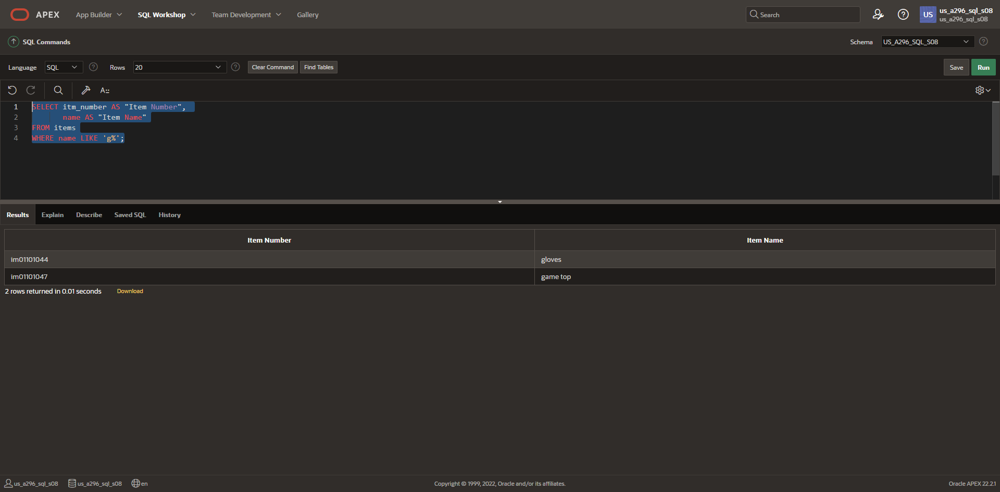 APEX App Builder SQL Workshop Team Development Gallery Search US us_a296_sql_s08
us_a296_sql_s08
SQL Commands Schema US_A296_SQL_S08
Language SQL Rows 20 Clear Command Find Tables Save Run
A
1 SELECT itm_number AS "Item Number",
2 name AS "Item Name"
3 FROM items
4 WHERE name LIKE 'g%';
Results Explain Describe Saved SQL History
Item Number Item Name
im01101044 gloves
im01101047 game top
2 rows returned in 0.01 seconds Download
us_a296_sql_s08 us_a296_sql_s08 en Copyright © 1999, 2022, Oracle and/or its affiliates. Oracle APEX 22.2.1